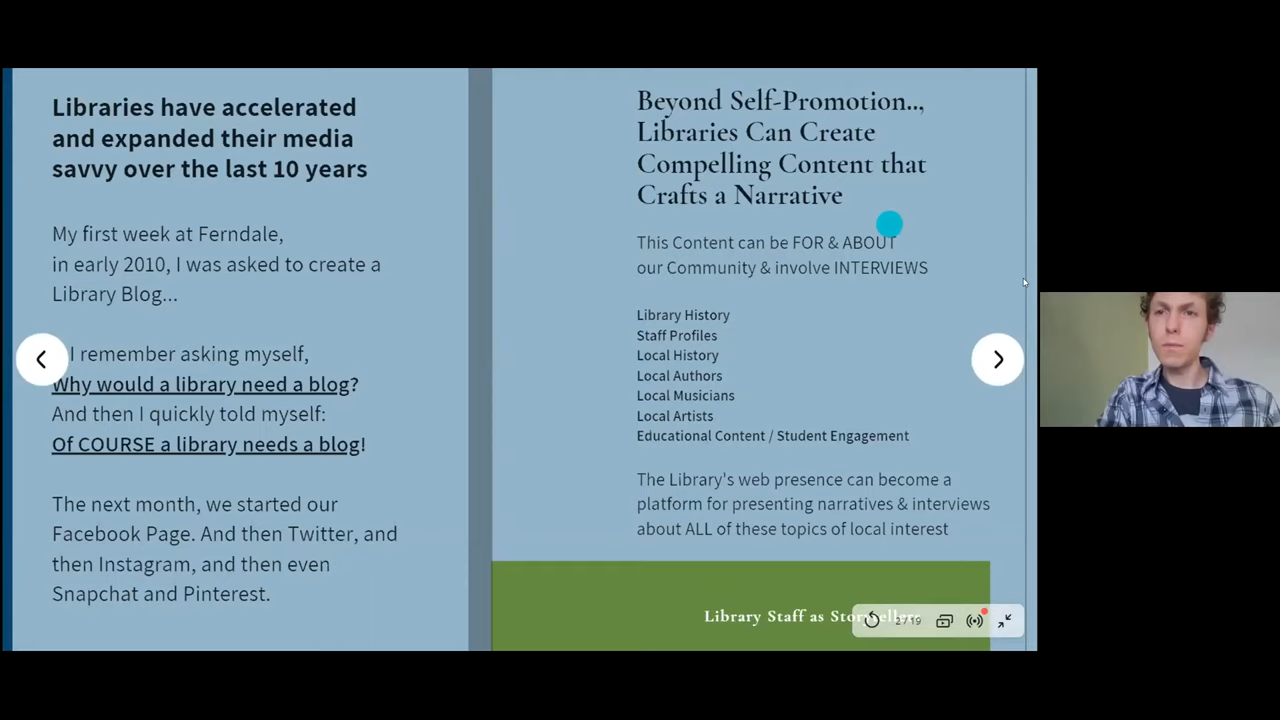 Libraries have accelerated
and expanded their media
savvy over the last 10 years
My first week at Ferndale,
in early 2010, I was asked to create a
Library Blog...
I remember asking myself,
Why would a library need a blog?
And then I quickly told myself:
Of COURSE a library needs a blog!
The next month, we started our
Facebook Page. And then Twitter, and
then Instagram, and then even
Snapchat and Pinterest.
Beyond Self-Promotion..,
Libraries Can Create
Compelling Content that
Crafts a Narrative
This Content can be FOR & ABOUT
our Community & involve INTERVIEWS
Library History
Staff Profiles
Local History
Local Authors
Local Musicians
Local Artists
Educational Content / Student Engagement
The Library's web presence can become a
platform for presenting narratives & interviews
about ALL of these topics of local interest
Library Staff as Storytellers
2 / 19